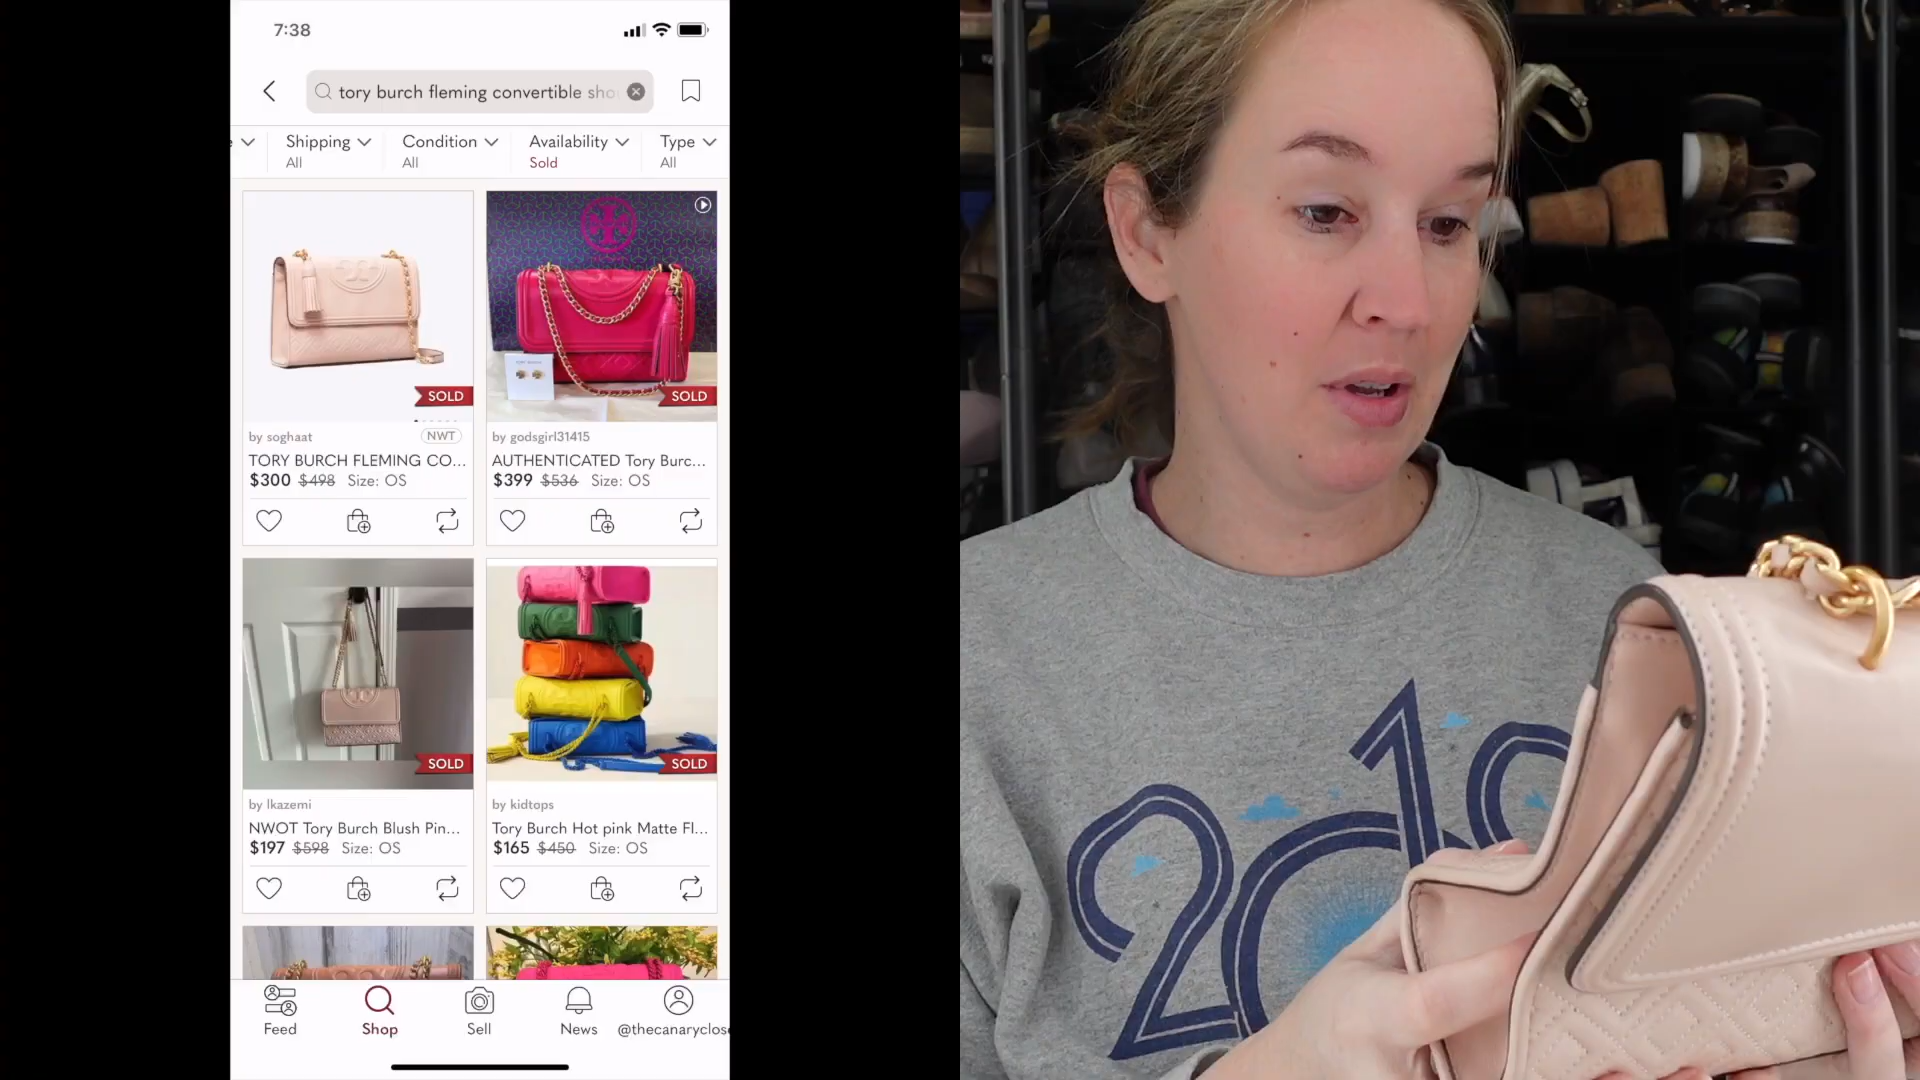 7:38
tory burch fleming convertible sho
Shipping
All
Condition
All
Availability
Sold
Type
All
SOLD
SOLD
by soghaat
NWT
TORY BURCH FLEMING CO...
$300 $498 Size: OS
by godsgirl31415
AUTHENTICATED Tory Burc...
$399 $536 Size: OS
SOLD
SOLD
by lkazemi
NWOT Tory Burch Blush Pin...
$197 $598 Size: OS
by kidtops
Tory Burch Hot pink Matte Fl...
$165 $450 Size: OS
Feed
Shop
Sell
News
@thecanaryclos